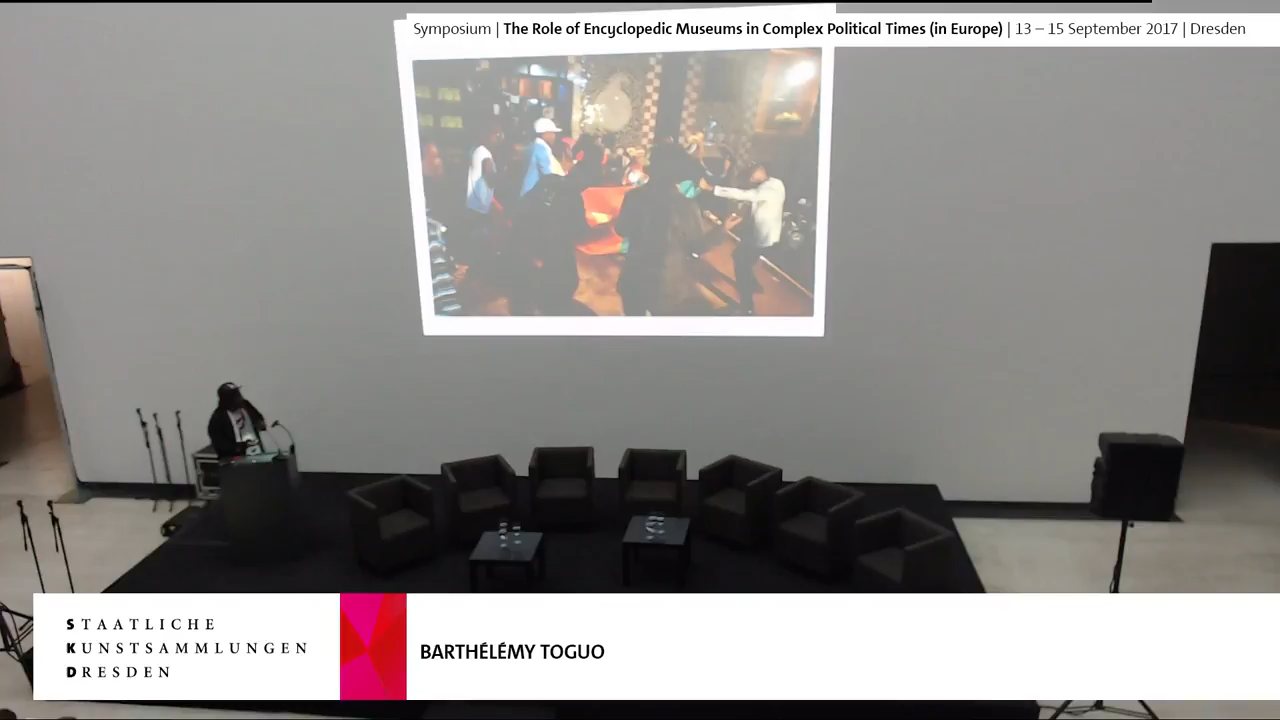 Symposium | The Role of Encyclopedic Museums in Complex Political Times (in Europe) | 13 – 15 September 2017 | Dresden
STAATLICHE
KUNSTSAMMLUNGEN
DRESDEN
BARTHÉLÉMY TOGUO